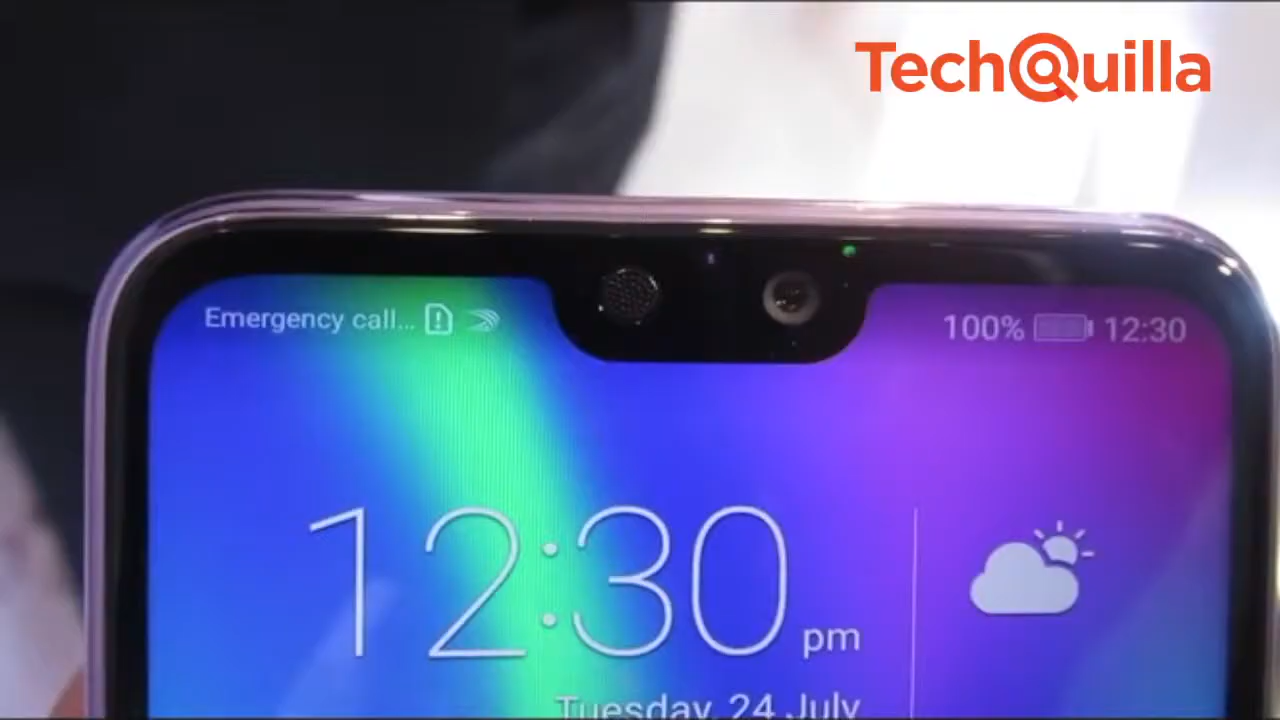 TechQuilla
Emergency call...
100% 12:30
12:30 pm
Tuesday, 24 July